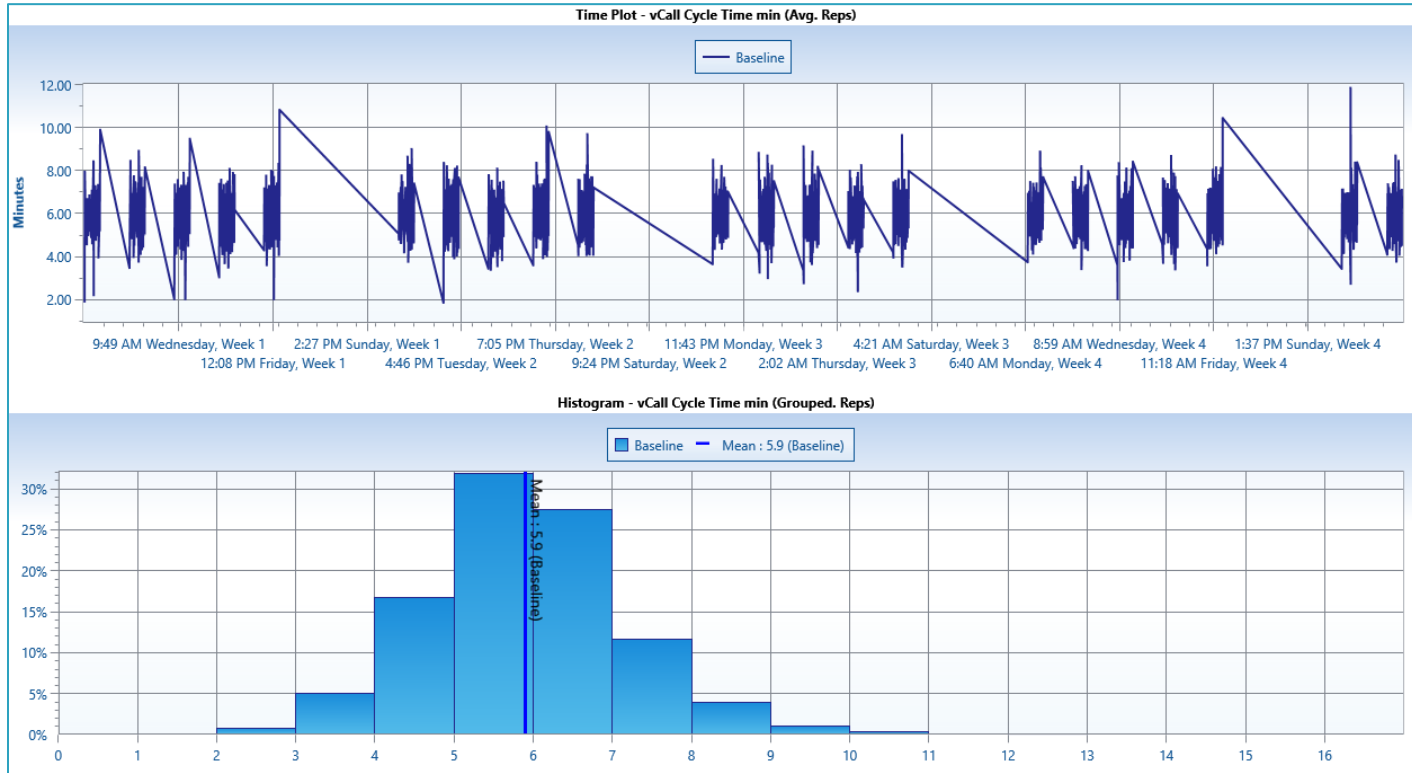 Time Plot - vCall Cycle Time min (Avg. Reps)
Baseline
Minutes
12.00
10.00
8.00
6.00
4.00
2.00
9:49 AM Wednesday, Week 1
2:27 PM Sunday, Week 1
7:05 PM Thursday, Week 2
11:43 PM Monday, Week 3
4:21 AM Saturday, Week 3
8:59 AM Wednesday, Week 4
1:37 PM Sunday, Week 4
12:08 PM Friday, Week 1
4:46 PM Tuesday, Week 2
9:24 PM Saturday, Week 2
2:02 AM Thursday, Week 3
6:40 AM Monday, Week 4
11:18 AM Friday, Week 4
Histogram - vCall Cycle Time min (Grouped. Reps)
Baseline Mean : 5.9 (Baseline)
30%
25%
20%
15%
10%
5%
0%
Mean : 5.9 (Baseline)
0 1 2 3 4 5 6 7 8 9 10 11 12 13 14 15 16